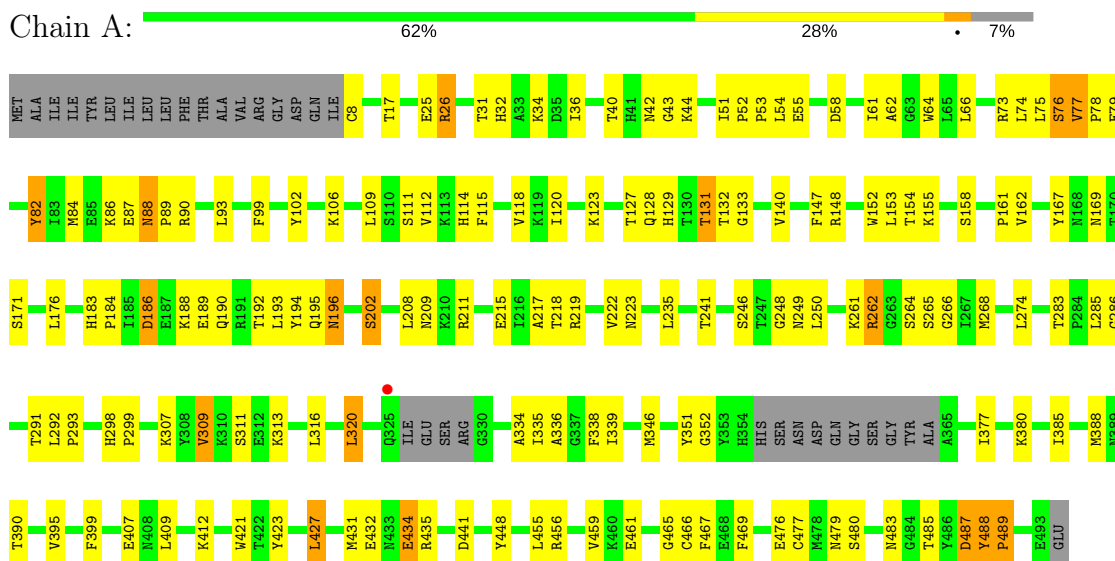 Chain A:
62% 28% • 7%
MET ALA ILE ILE TYR LEU ILE LEU LEU PHE THR ALA VAL ARG GLY ASP GLN ILE C8 T17 E25 R26 T31 H32 A33 K34 D35 I36 T40 H41 N42 G43 K44 I51 P52 P53 L54 E55 D58 I61 A62 G63 W64 L65 L66 R73 L74 L75 S76 V77 P78 E79
Y82 I83 M84 E85 K86 E87 N88 P89 R90 L93 F99 Y102 K106 L109 S110 S111 V112 K113 H114 F115 V118 K119 I120 K123 T127 Q128 H129 T130 T131 T132 G133 V140 F147 R148 W152 L153 T154 K155 S158 P161 V162 Y167 N168 N169 T170
S171 L176 H183 P184 I185 D186 E187 K188 E189 Q190 R191 T192 L193 Y194 Q195 N196 S202 L208 N209 K210 R211 E215 I216 A217 T218 R219 V222 N223 L235 T241 S246 T247 G248 N249 L250 K261 R262 G263 S264 S265 G266 I267 M268 L274 T283 P284 L285 G286
T291 L292 P293 H298 P299 K307 Y308 V309 K310 S311 E312 K313 L316 L320 Q325 ILE GLU SER ARG G330 A334 I335 A336 G337 F338 I339 M346 Y351 G352 Y353 H354 HIS SER ASN ASP GLN GLY SER GLY TYR ALA A365 I377 K380 I385 M388 N389
T390 V395 F399 E407 N408 L409 K412 W421 T422 Y423 L427 M431 E432 N433 E434 R435 D441 Y448 L455 R456 V459 K460 E461 G465 C466 F467 E468 F469 E476 C477 M478 N479 S480 N483 G484 T485 Y486 D487 Y488 P489 E493 GLU